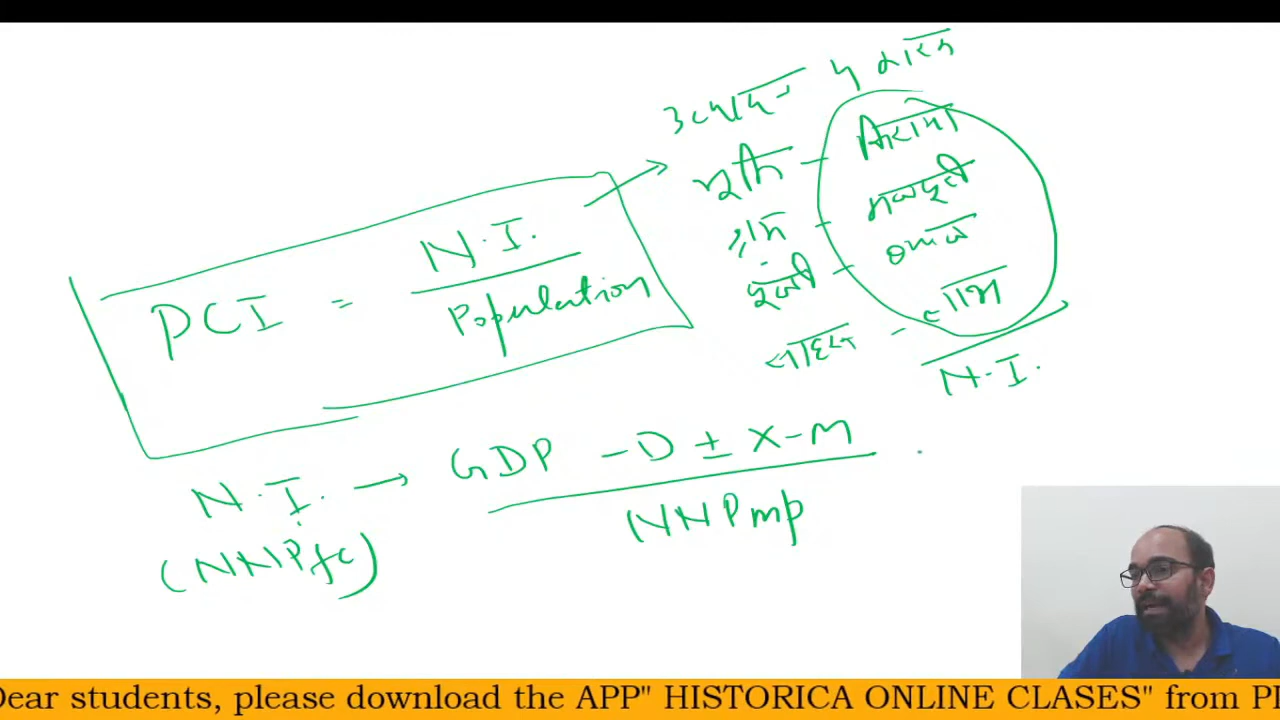 उत्पादन के साधन
भूमि – किराया
श्रम – मजदूरी
पूंजी – ब्याज
साहस – लाभ
N.I.
PCI = N.I. / Population
N.I. → GDP – D ± X – M
(NNPfc) NNPmp
Dear students, please download the APP" HISTORICA ONLINE CLASES" from Pl